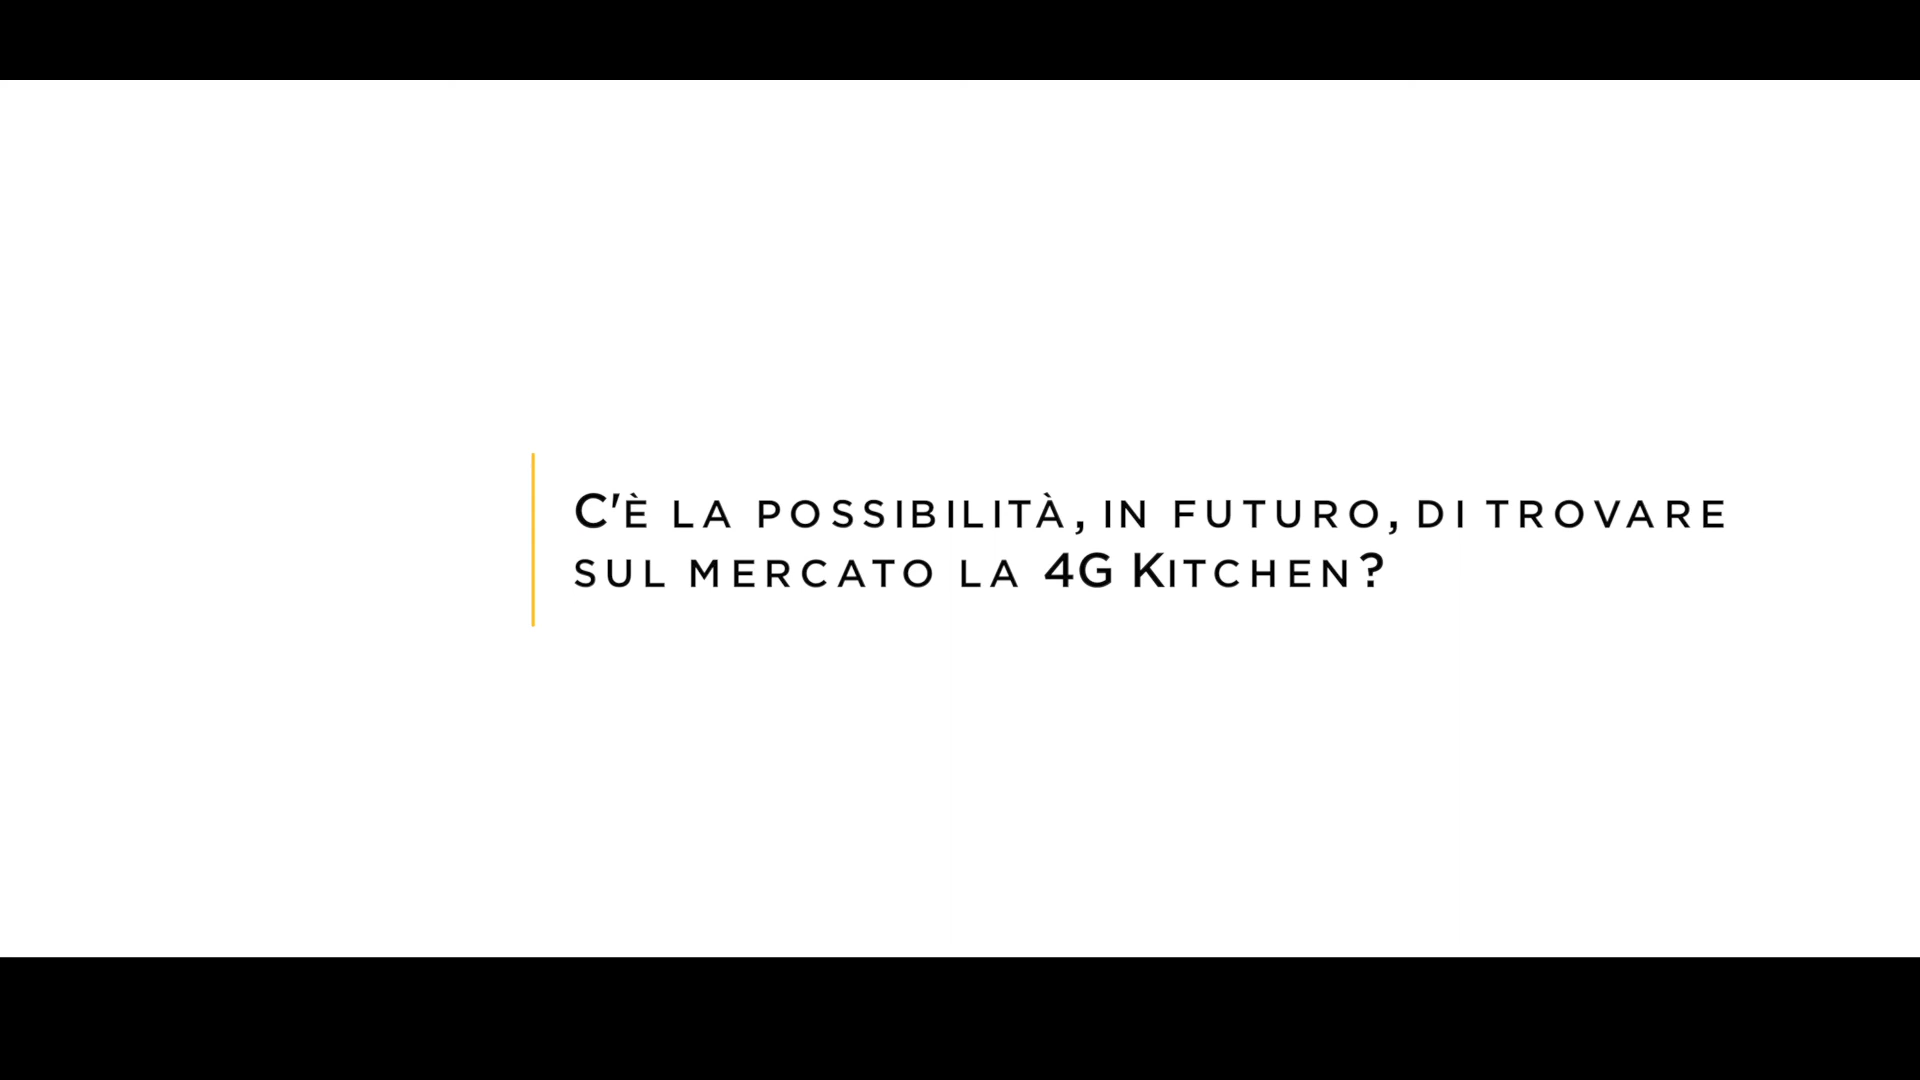 C'è la possibilità, in futuro, di trovare
sul mercato la 4G Kitchen?